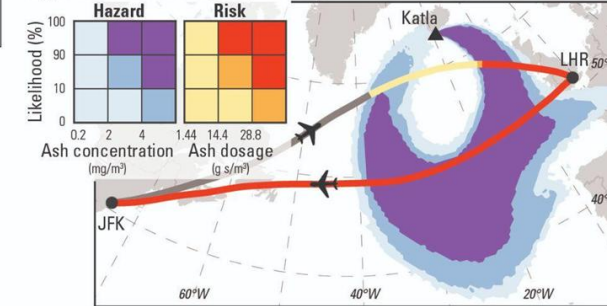 Hazard
Risk
Likelihood (%)
100
90
10
0
0.2 2 4
1.44 14.4 28.8
Ash concentration
(mg/m³)
Ash dosage
(g s/m³)
Katla
LHR
50°
40°
JFK
60°W
40°W
20°W